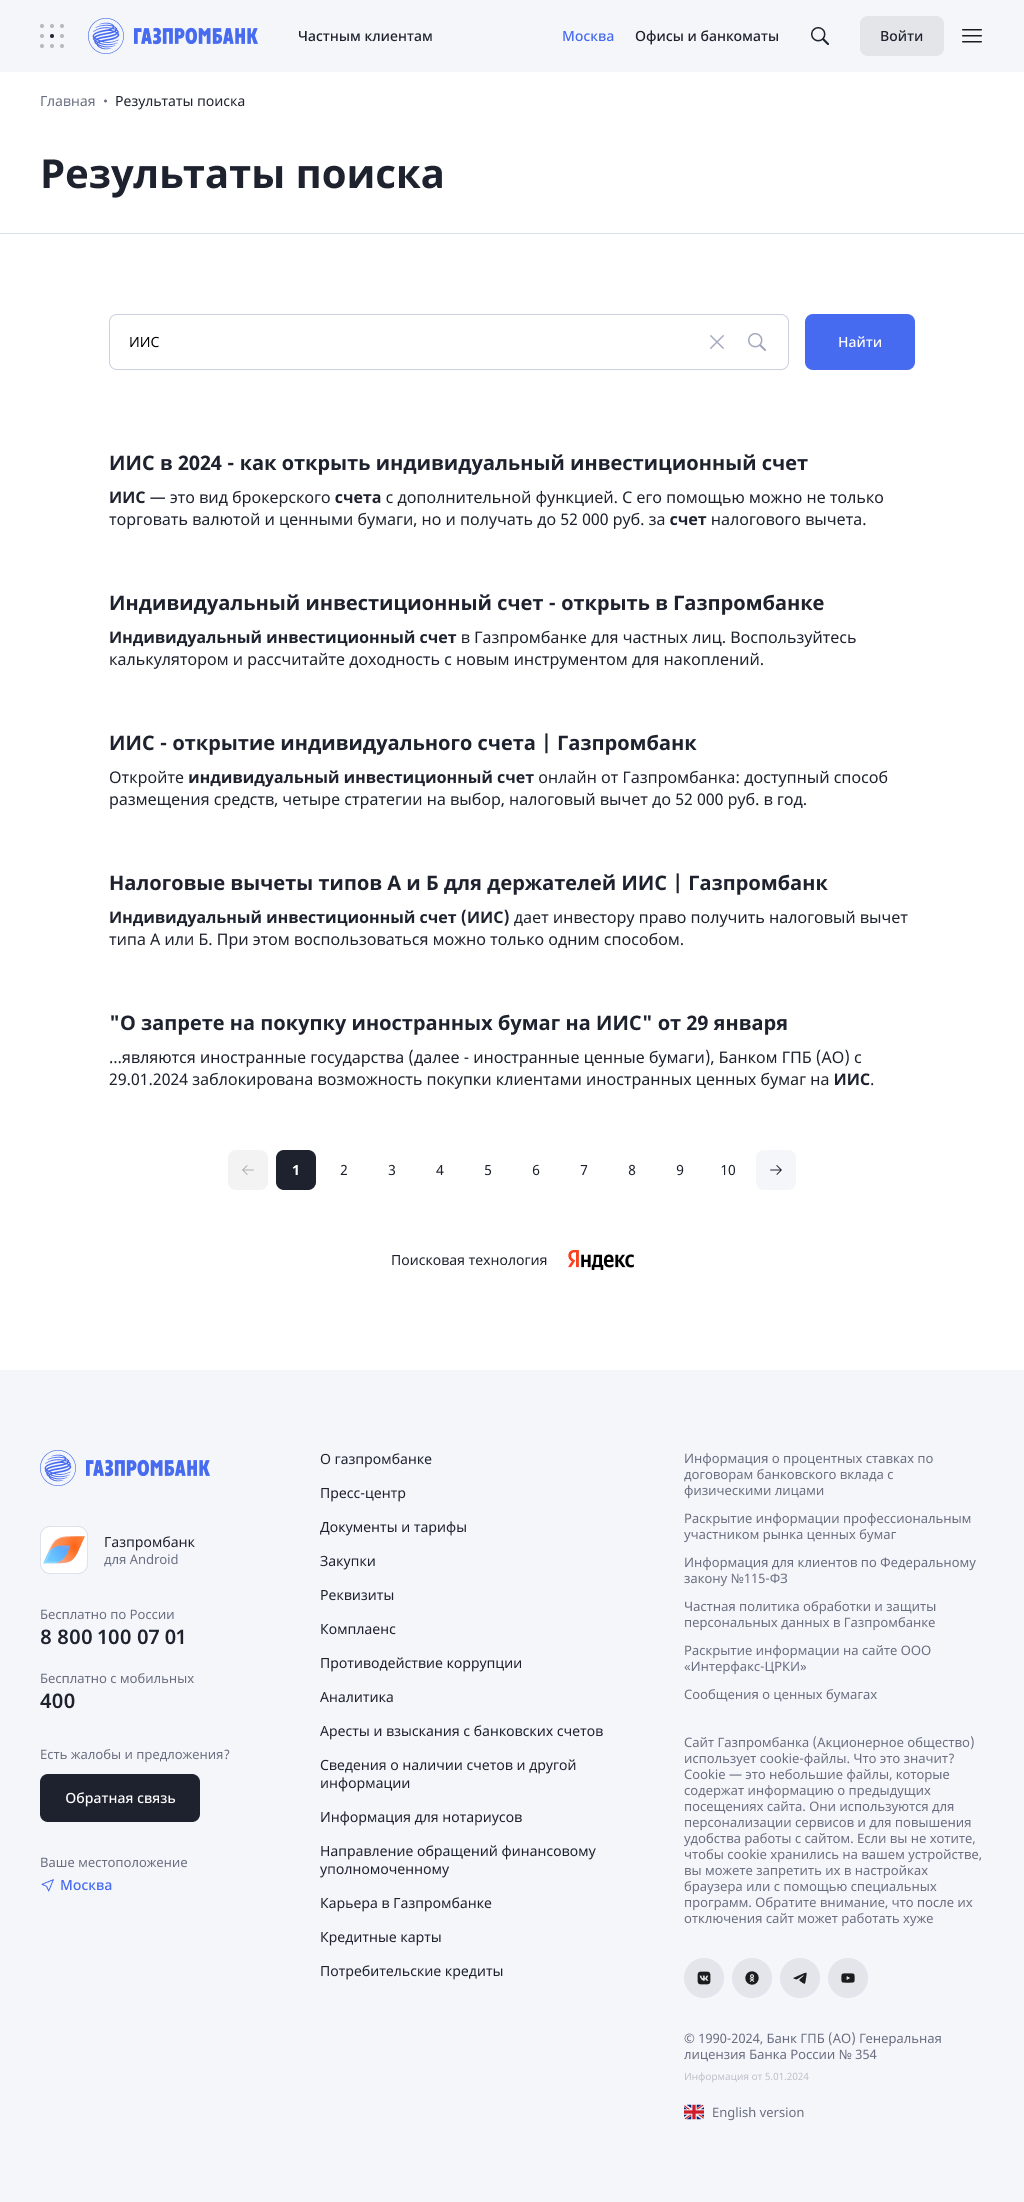 ГАЗПРОМБАНК
Частным клиентам
Москва
Офисы и банкоматы
Войти
Главная • Результаты поиска
Результаты поиска
ИИС
Найти
ИИС в 2024 - как открыть индивидуальный инвестиционный счет
ИИС — это вид брокерского счета с дополнительной функцией. С его помощью можно не только
торговать валютой и ценными бумаги, но и получать до 52 000 руб. за счет налогового вычета.
Индивидуальный инвестиционный счет - открыть в Газпромбанке
Индивидуальный инвестиционный счет в Газпромбанке для частных лиц. Воспользуйтесь
калькулятором и рассчитайте доходность с новым инструментом для накоплений.
ИИС - открытие индивидуального счета | Газпромбанк
Откройте индивидуальный инвестиционный счет онлайн от Газпромбанка: доступный способ
размещения средств, четыре стратегии на выбор, налоговый вычет до 52 000 руб. в год.
Налоговые вычеты типов А и Б для держателей ИИС | Газпромбанк
Индивидуальный инвестиционный счет (ИИС) дает инвестору право получить налоговый вычет
типа А или Б. При этом воспользоваться можно только одним способом.
"О запрете на покупку иностранных бумаг на ИИС" от 29 января
...являются иностранные государства (далее - иностранные ценные бумаги), Банком ГПБ (АО) с
29.01.2024 заблокирована возможность покупки клиентами иностранных ценных бумаг на ИИС.
1 2 3 4 5 6 7 8 9 10
Поисковая технология Яндекс
ГАЗПРОМБАНК
Газпромбанк
для Android
Бесплатно по России
8 800 100 07 01
Бесплатно с мобильных
400
Есть жалобы и предложения?
Обратная связь
Ваше местоположение
Москва
О газпромбанке
Пресс-центр
Документы и тарифы
Закупки
Реквизиты
Комплаенс
Противодействие коррупции
Аналитика
Аресты и взыскания с банковских счетов
Сведения о наличии счетов и другой
информации
Информация для нотариусов
Направление обращений финансовому
уполномоченному
Карьера в Газпромбанке
Кредитные карты
Потребительские кредиты
Информация о процентных ставках по
договорам банковского вклада с
физическими лицами
Раскрытие информации профессиональным
участником рынка ценных бумаг
Информация для клиентов по Федеральному
закону №115-ФЗ
Частная политика обработки и защиты
персональных данных в Газпромбанке
Раскрытие информации на сайте ООО
«Интерфакс-ЦРКИ»
Сообщения о ценных бумагах
Сайт Газпромбанка (Акционерное общество)
использует cookie-файлы. Что это значит?
Cookie — это небольшие файлы, которые
содержат информацию о предыдущих
посещениях сайта. Они используются для
персонализации сервисов и для повышения
удобства работы с сайтом. Если вы не хотите,
чтобы cookie хранились на вашем устройстве,
вы можете запретить их в настройках
браузера или с помощью специальных
программ. Обратите внимание, что после их
отключения сайт может работать хуже
© 1990-2024, Банк ГПБ (АО) Генеральная
лицензия Банка России № 354
Информация от 5.01.2024
English version